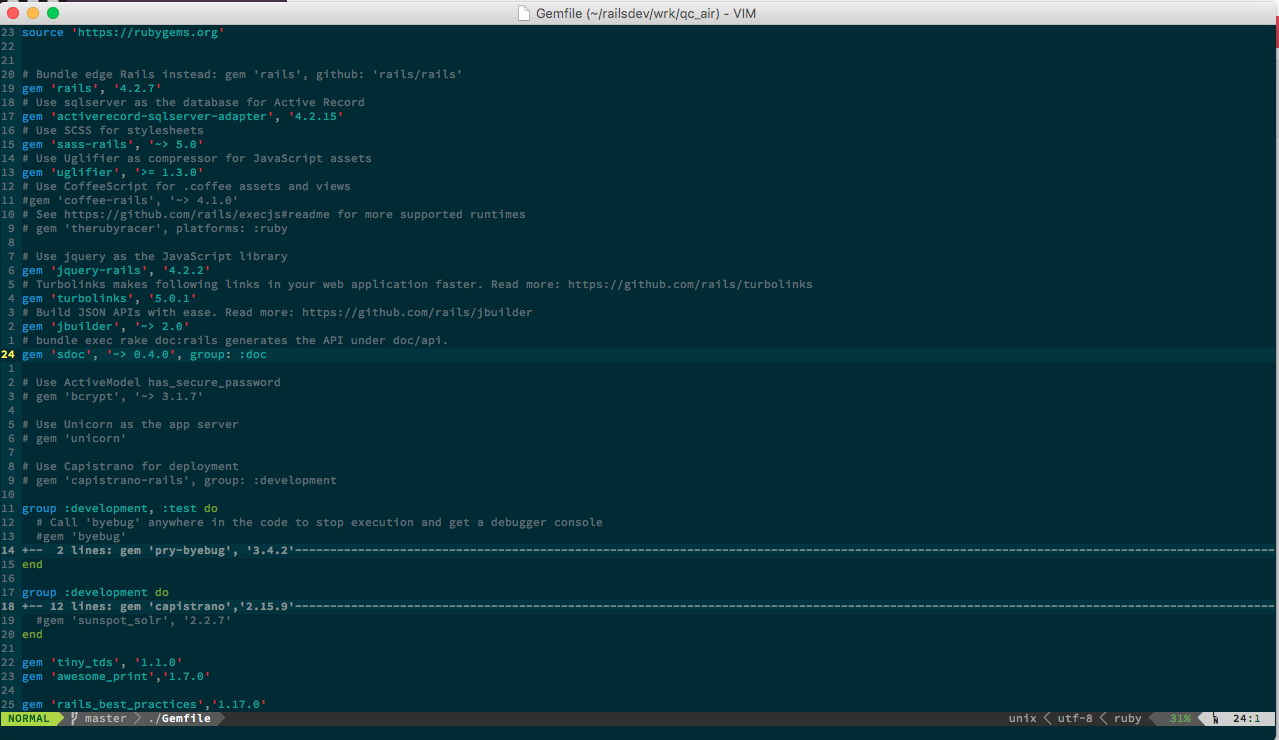 Gemfile (~/railsdev/wrk/qc_air) - VIM
23 source 'https://rubygems.org'
22
21
20 # Bundle edge Rails instead: gem 'rails', github: 'rails/rails'
19 gem 'rails', '4.2.7'
18 # Use sqlserver as the database for Active Record
17 gem 'activerecord-sqlserver-adapter', '4.2.15'
16 # Use SCSS for stylesheets
15 gem 'sass-rails', '~> 5.0'
14 # Use Uglifier as compressor for JavaScript assets
13 gem 'uglifier', '>= 1.3.0'
12 # Use CoffeeScript for .coffee assets and views
11 #gem 'coffee-rails', '~> 4.1.0'
10 # See https://github.com/rails/execjs#readme for more supported runtimes
9 # gem 'therubyracer', platforms: :ruby
8
7 # Use jquery as the JavaScript library
6 gem 'jquery-rails', '4.2.2'
5 # Turbolinks makes following links in your web application faster. Read more: https://github.com/rails/turbolinks
4 gem 'turbolinks', '5.0.1'
3 # Build JSON APIs with ease. Read more: https://github.com/rails/jbuilder
2 gem 'jbuilder', '~> 2.0'
1 # bundle exec rake doc:rails generates the API under doc/api.
24 gem 'sdoc', '~> 0.4.0', group: :doc
1
2 # Use ActiveModel has_secure_password
3 # gem 'bcrypt', '~> 3.1.7'
4
5 # Use Unicorn as the app server
6 # gem 'unicorn'
7
8 # Use Capistrano for deployment
9 # gem 'capistrano-rails', group: :development
10
11 group :development, :test do
12 # Call 'byebug' anywhere in the code to stop execution and get a debugger console
13 #gem 'byebug'
14 +-- 2 lines: gem 'pry-byebug', '3.4.2'--------------------
15 end
16
17 group :development do
18 +-- 12 lines: gem 'capistrano','2.15.9'--------------------
19 #gem 'sunspot_solr', '2.2.7'
20 end
21
22 gem 'tiny_tds', '1.1.0'
23 gem 'awesome_print','1.7.0'
24
25 gem 'rails_best_practices','1.17.0'
NORMAL master ./Gemfile unix utf-8 ruby 31% 24:1